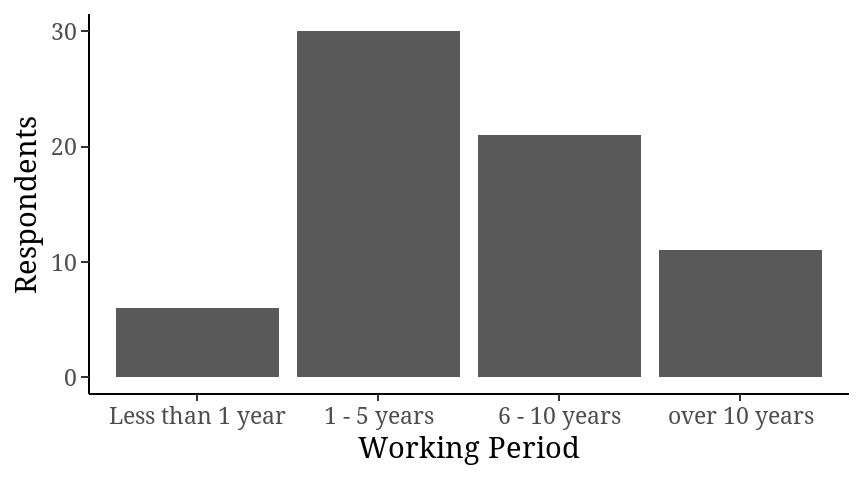 Respondents
30
20
10
0
Less than 1 year
1 - 5 years
6 - 10 years
over 10 years
Working Period